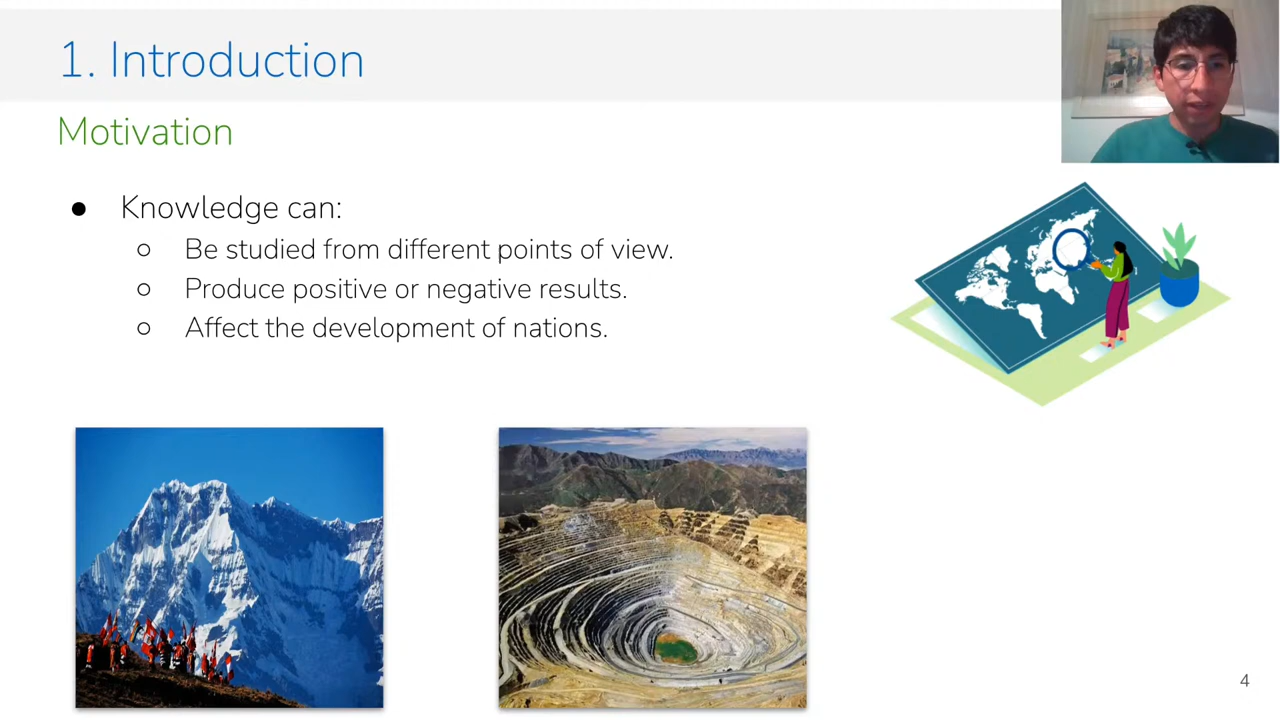 1. Introduction
Motivation
● Knowledge can:
○ Be studied from different points of view.
○ Produce positive or negative results.
○ Affect the development of nations.
4